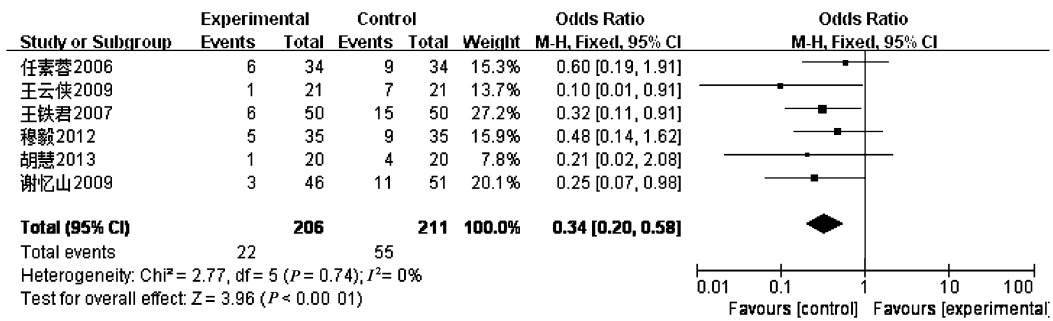 Experimental Control Odds Ratio Odds Ratio
Study or Subgroup Events Total Events Total Weight M-H, Fixed, 95% CI M-H, Fixed, 95% CI
任素蓉2006 6 34 9 34 15.3% 0.60 [0.19, 1.91]
王云侠2009 1 21 7 21 13.7% 0.10 [0.01, 0.91]
王铁君2007 6 50 15 50 27.2% 0.32 [0.11, 0.91]
穆毅2012 5 35 9 35 15.9% 0.48 [0.14, 1.62]
胡慧2013 1 20 4 20 7.8% 0.21 [0.02, 2.08]
谢忆山2009 3 46 11 51 20.1% 0.25 [0.07, 0.98]
Total (95% CI) 206 211 100.0% 0.34 [0.20, 0.58]
Total events 22 55
Heterogeneity: Chi² = 2.77, df = 5 (P = 0.74); I² = 0%
Test for overall effect: Z = 3.96 (P < 0.00 01)
0.01 0.1 1 10 100
Favours [control] Favours [experimental]